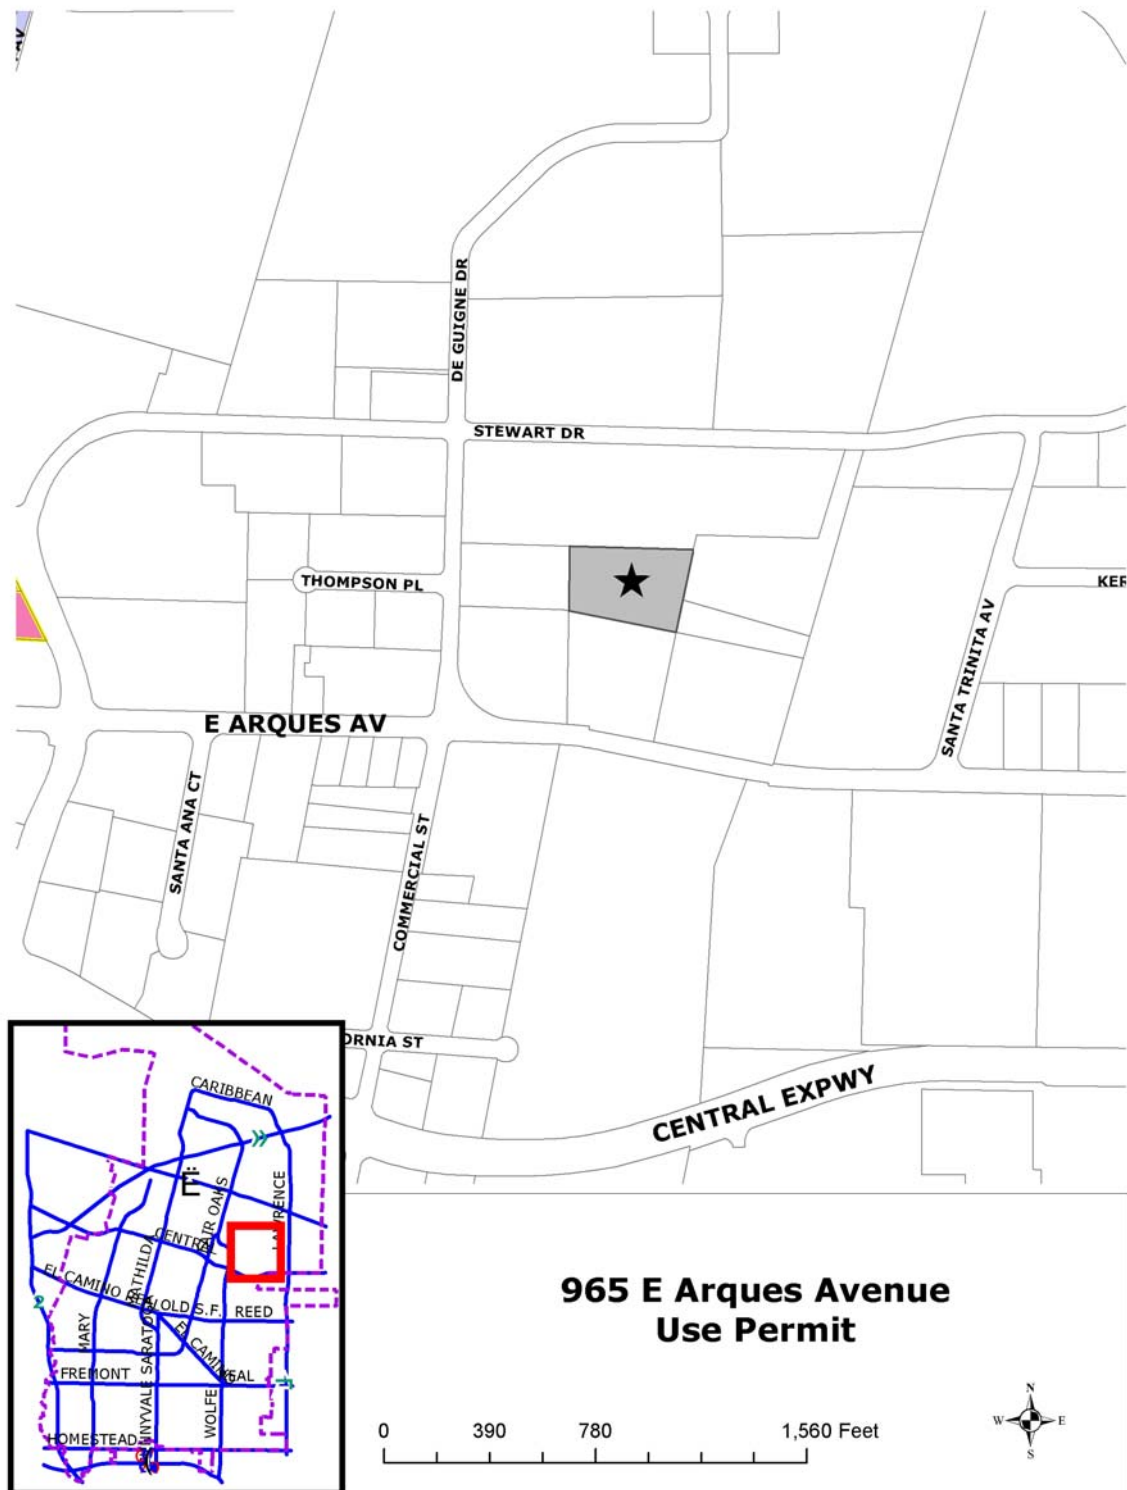 AV
DE GUIGNE DR
STEWART DR
THOMPSON PL
KER
SANTA TRINITA AV
E ARQUES AV
SANTA ANA CT
COMMERCIAL ST
ORNIA ST
CENTRAL EXPWY
CARIBBEAN
LAWRENCE
FAIR OAKS
CENTRAL
MATHILDA
EL CAMINO REAL
OLD S.F.
REED
2
MARY
SUNNYVALE SARATOGA
EL CAMINO
REAL
FREMONT
WOLFE
HOMESTEAD
965 E Arques Avenue
Use Permit
0 390 780 1,560 Feet
N
W E
S